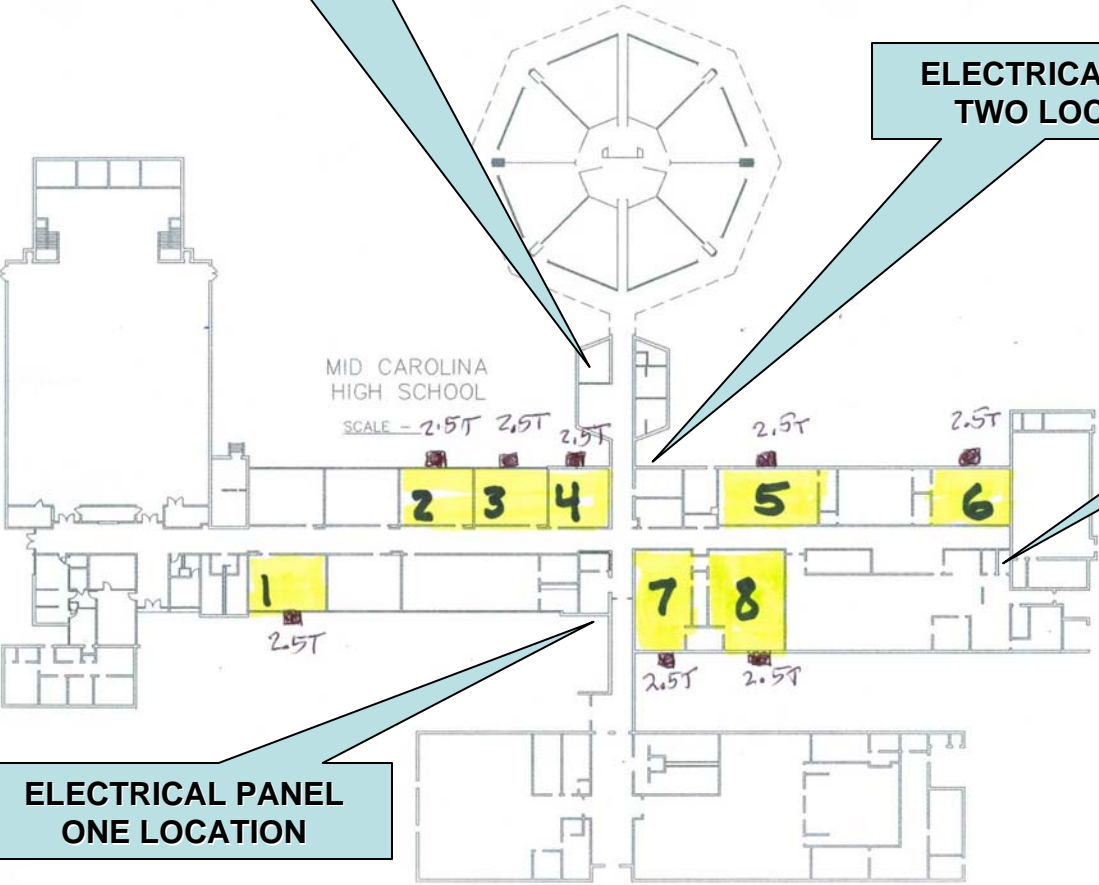 ELECTRICA
TWO LOC
MID CAROLINA
HIGH SCHOOL
SCALE - 2.5T 2.5T 2.5T
2.5T 2.5T
2 3 4 5 6
1 7 8
2.5T
2.5T 2.5T
ELECTRICAL PANEL
ONE LOCATION